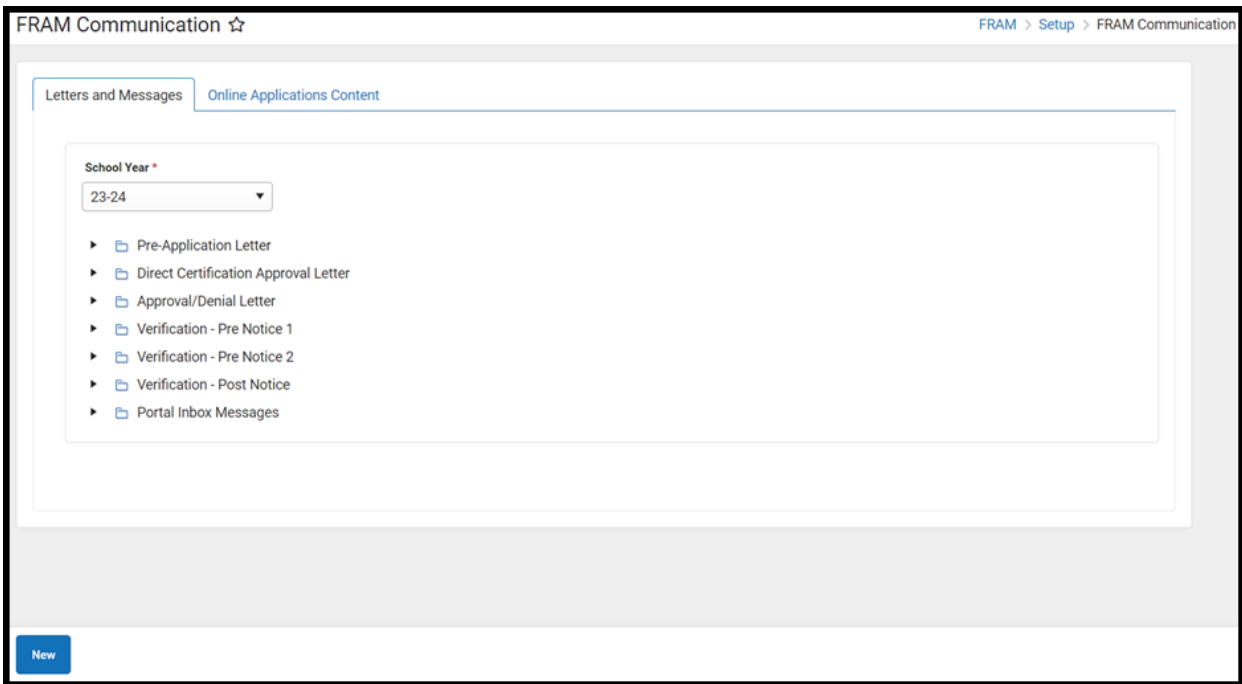 FRAM Communication ☆
FRAM > Setup > FRAM Communication
Letters and Messages
Online Applications Content
School Year *
23-24
Pre-Application Letter
Direct Certification Approval Letter
Approval/Denial Letter
Verification - Pre Notice 1
Verification - Pre Notice 2
Verification - Post Notice
Portal Inbox Messages
New